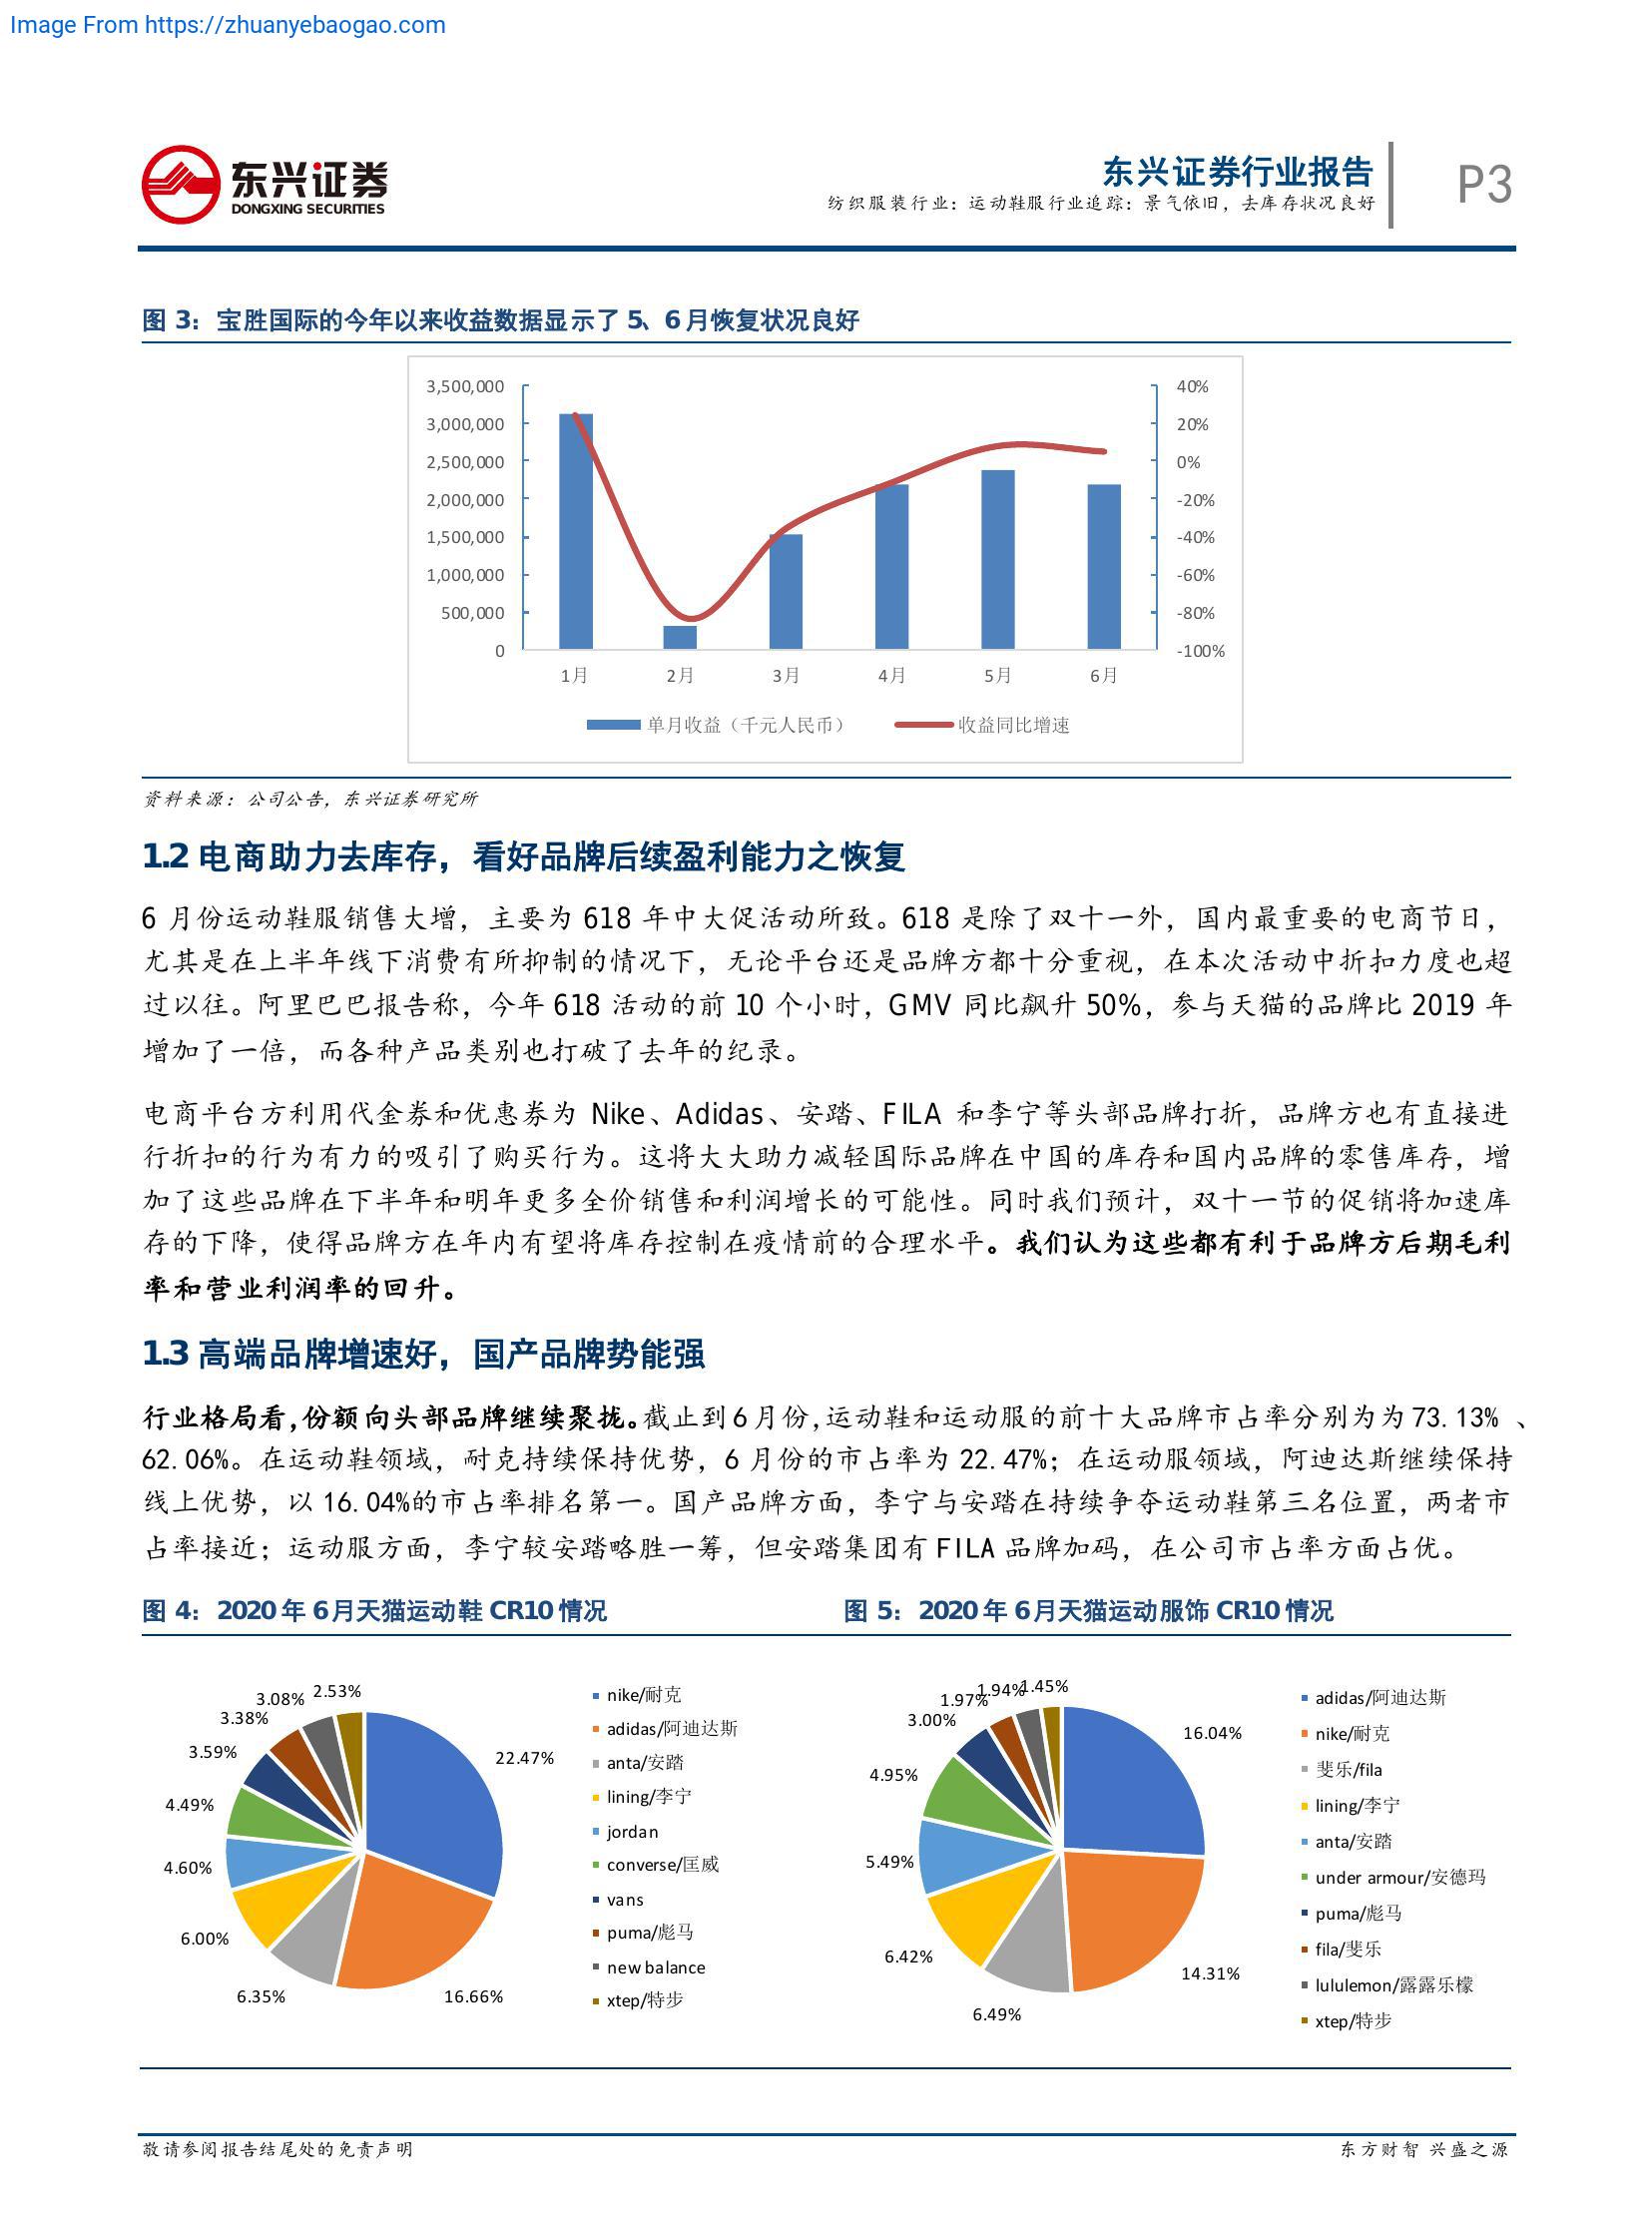 Image From https://zhuanyebaogao.com
东兴证券
DONGXING SECURITIES
东兴证券行业报告
纺织服装行业：运动鞋服行业追踪：景气依旧，去库存状况良好
P3
图 3：宝胜国际的今年以来收益数据显示了 5、6 月恢复状况良好
3,500,000
3,000,000
2,500,000
2,000,000
1,500,000
1,000,000
500,000
0
40%
20%
0%
-20%
-40%
-60%
-80%
-100%
1月 2月 3月 4月 5月 6月
单月收益（千元人民币） 收益同比增速
资料来源：公司公告，东兴证券研究所
1.2 电商助力去库存，看好品牌后续盈利能力之恢复
6 月份运动鞋服销售大增，主要为 618 年中大促活动所致。618 是除了双十一外，国内最重要的电商节日，
尤其是在上半年线下消费有所抑制的情况下，无论平台还是品牌方都十分重视，在本次活动中折扣力度也超
过以往。阿里巴巴报告称，今年 618 活动的前 10 个小时，GMV 同比飙升 50%，参与天猫的品牌比 2019 年
增加了一倍，而各种产品类别也打破了去年的纪录。
电商平台方利用代金券和优惠券为 Nike、Adidas、安踏、FILA 和李宁等头部品牌打折，品牌方也有直接进
行折扣的行为有力的吸引了购买行为。这将大大助力减轻国际品牌在中国的库存和国内品牌的零售库存，增
加了这些品牌在下半年和明年更多全价销售和利润增长的可能性。同时我们预计，双十一节的促销将加速库
存的下降，使得品牌方在年内有望将库存控制在疫情前的合理水平。我们认为这些都有利于品牌方后期毛利
率和营业利润率的回升。
1.3 高端品牌增速好，国产品牌势能强
行业格局看，份额向头部品牌继续聚拢。截止到 6 月份，运动鞋和运动服的前十大品牌市占率分别为为 73.13% 、
62.06%。在运动鞋领域，耐克持续保持优势，6 月份的市占率为 22.47%；在运动服领域，阿迪达斯继续保持
线上优势，以 16.04%的市占率排名第一。国产品牌方面，李宁与安踏在持续争夺运动鞋第三名位置，两者市
占率接近；运动服方面，李宁较安踏略胜一筹，但安踏集团有 FILA 品牌加码，在公司市占率方面占优。
图 4：2020 年 6 月天猫运动鞋 CR10 情况
22.47%
16.66%
6.35%
6.00%
4.60%
4.49%
3.59%
3.38%
3.08%
2.53%
nike/耐克
adidas/阿迪达斯
anta/安踏
lining/李宁
jordan
converse/匡威
vans
puma/彪马
new balance
xtep/特步
图 5：2020 年 6 月天猫运动服饰 CR10 情况
16.04%
14.31%
6.49%
6.42%
5.49%
4.95%
3.00%
1.97%
1.94%
1.45%
adidas/阿迪达斯
nike/耐克
斐乐/fila
lining/李宁
anta/安踏
under armour/安德玛
puma/彪马
fila/斐乐
lululemon/露露乐檬
xtep/特步
敬请参阅报告结尾处的免责声明
东方财智 兴盛之源